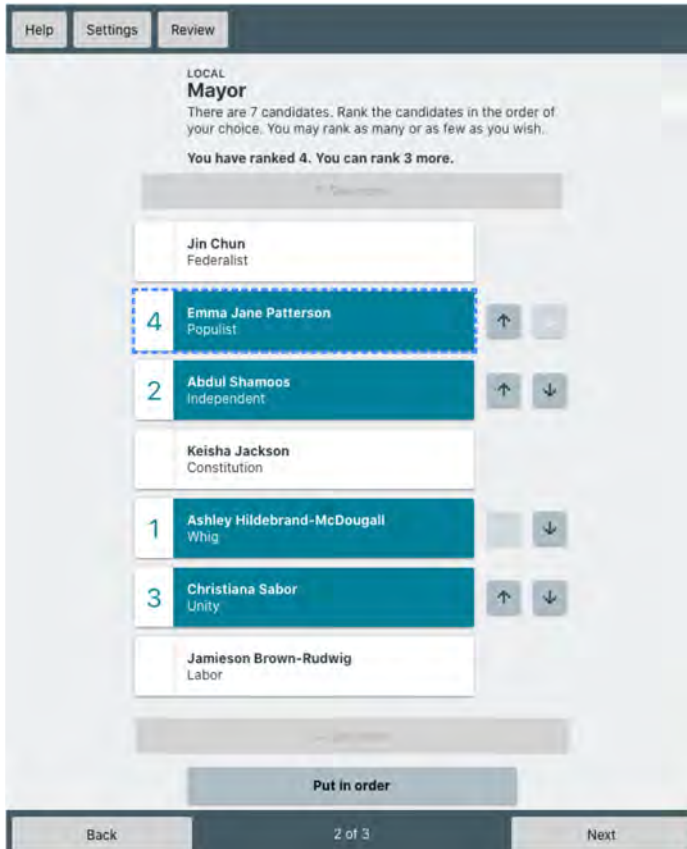 Help Settings Review
LOCAL
Mayor
There are 7 candidates. Rank the candidates in the order of
your choice. You may rank as many or as few as you wish.
You have ranked 4. You can rank 3 more.
Jin Chun
Federalist
4 Emma Jane Patterson
Populist
↑
2 Abdul Shamoos
Independent
↑ ↓
Keisha Jackson
Constitution
1 Ashley Hildebrand-McDougall
Whig
↓
3 Christiana Sabor
Unity
↑ ↓
Jamieson Brown-Rudwig
Labor
Put in order
Back 2 of 3 Next